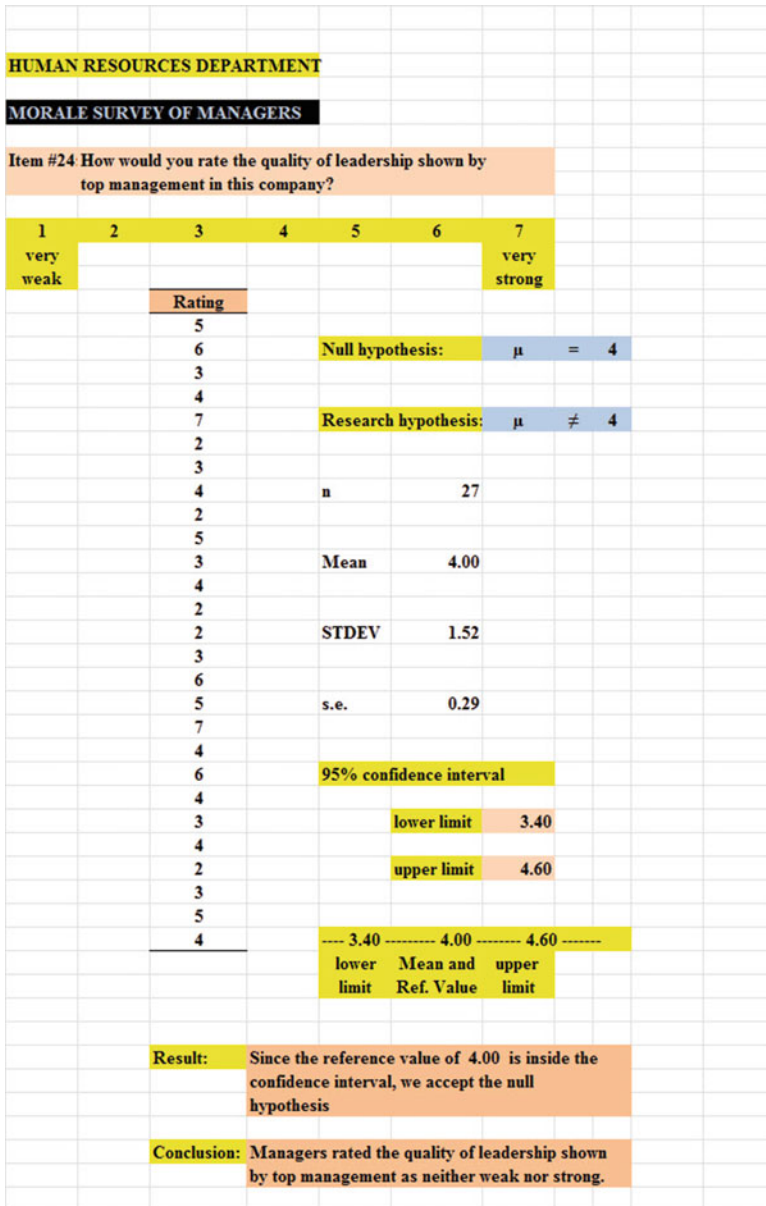 HUMAN RESOURCES DEPARTMENT
MORALE SURVEY OF MANAGERS
Item #24 How would you rate the quality of leadership shown by
top management in this company?
1 2 3 4 5 6 7
very very
weak strong
Rating
5
6 Null hypothesis: μ = 4
3
4
7 Research hypothesis: μ ≠ 4
2
3
4 n 27
2
5
3 Mean 4.00
4
2
2 STDEV 1.52
3
6
5 s.e. 0.29
7
4
6 95% confidence interval
4
3 lower limit 3.40
4
2 upper limit 4.60
3
5
4 ---- 3.40 --------- 4.00 -------- 4.60 -------
lower Mean and upper
limit Ref. Value limit
Result: Since the reference value of 4.00 is inside the
confidence interval, we accept the null
hypothesis
Conclusion: Managers rated the quality of leadership shown
by top management as neither weak nor strong.